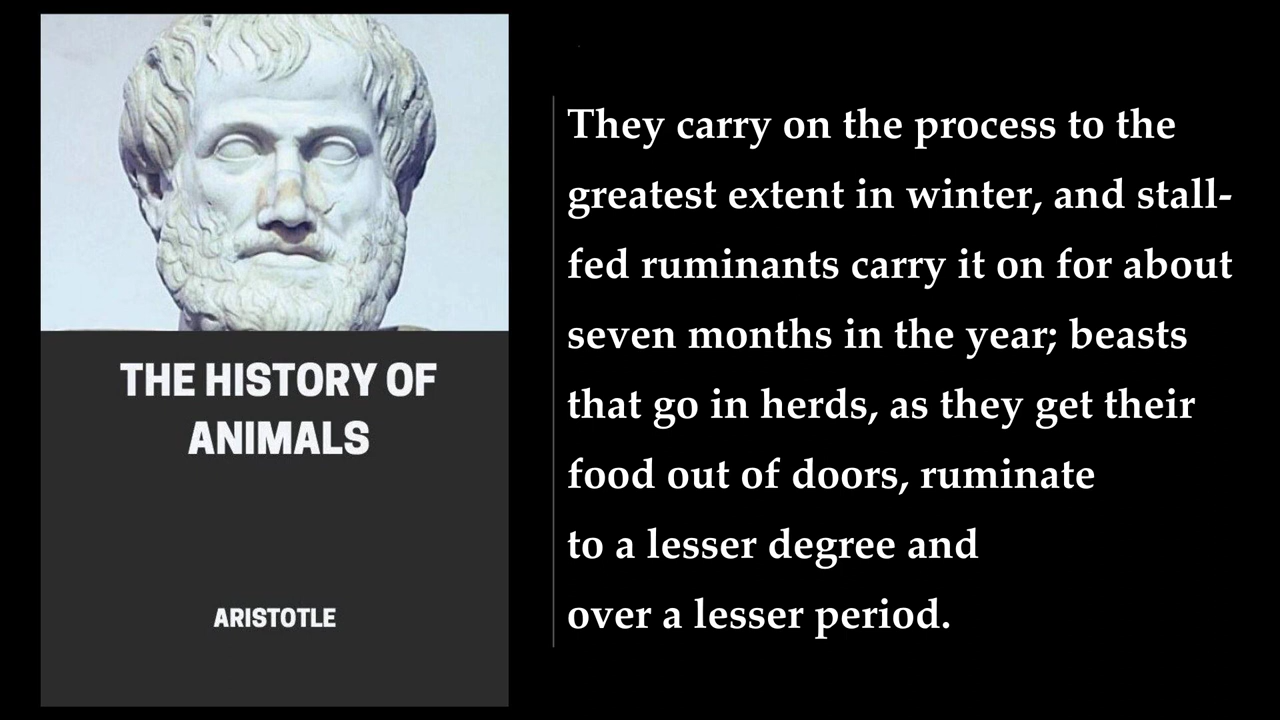 THE HISTORY OF
ANIMALS
ARISTOTLE
They carry on the process to the
greatest extent in winter, and stall-
fed ruminants carry it on for about
seven months in the year; beasts
that go in herds, as they get their
food out of doors, ruminate
to a lesser degree and
over a lesser period.